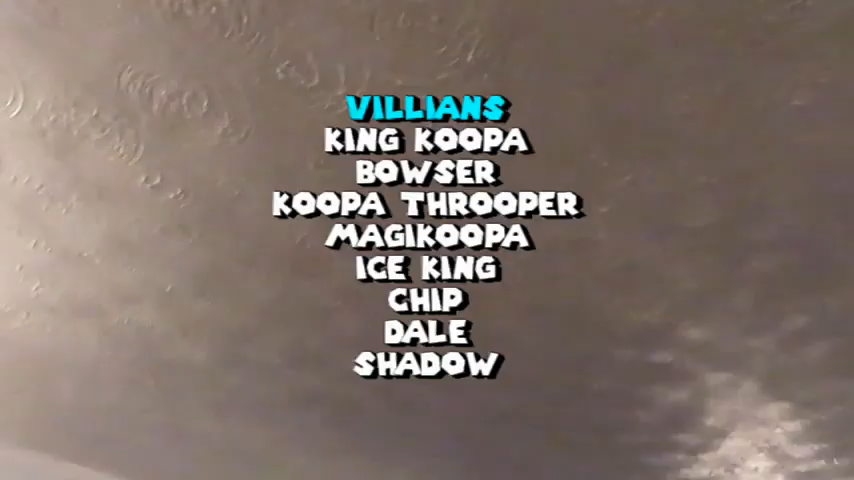 VILLIANS
KING KOOPA
BOWSER
KOOPA THROOPER
MAGIKOOPA
ICE KING
CHIP
DALE
SHADOW